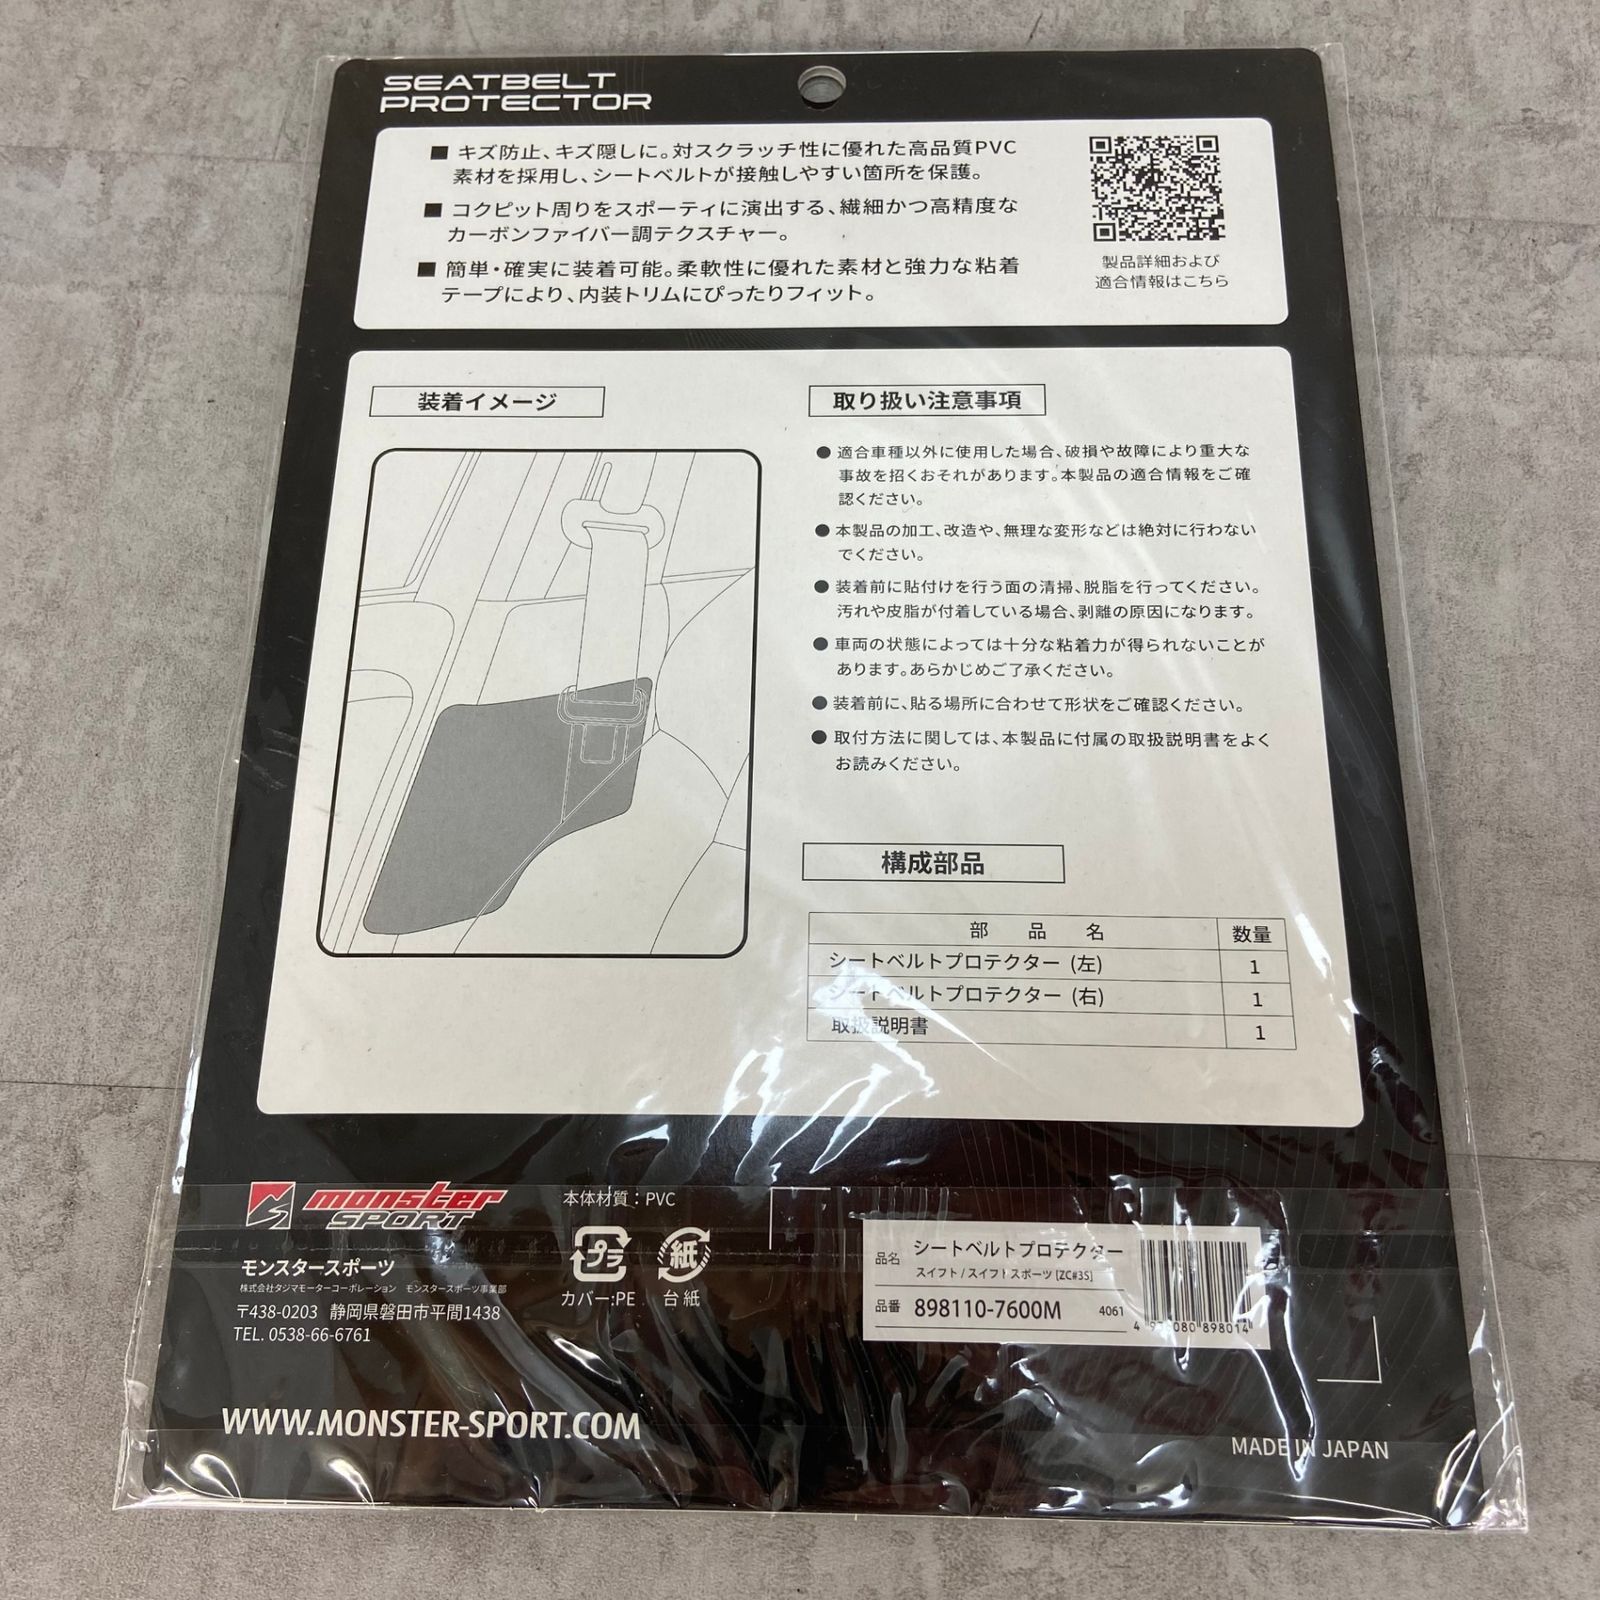 SEATBELT
PROTECTOR
■ キズ防止、キズ隠しに。対スクラッチ性に優れた高品質PVC
素材を採用し、シートベルトが接触しやすい箇所を保護。
■ コクピット周りをスポーティに演出する、繊細かつ高精度な
カーボンファイバー調テクスチャー。
■ 簡単・確実に装着可能。柔軟性に優れた素材と強力な粘着
テープにより、内装トリムにぴったりフィット。
製品詳細および
適合情報はこちら
装着イメージ
取り扱い注意事項
● 適合車種以外に使用した場合、破損や故障により重大な
事故を招くおそれがあります。本製品の適合情報をご確
認ください。
● 本製品の加工、改造や、無理な変形などは絶対に行わない
でください。
● 装着前に貼付けを行う面の清掃、脱脂を行ってください。
汚れや皮脂が付着している場合、剥離の原因になります。
● 車両の状態によっては十分な粘着力が得られないことが
あります。あらかじめご了承ください。
● 装着前に、貼る場所に合わせて形状をご確認ください。
● 取付方法に関しては、本製品に付属の取扱説明書をよく
お読みください。
構成部品
部 品 名 数量
シートベルトプロテクター (左) 1
シートベルトプロテクター (右) 1
取扱説明書 1
monster
SPORT
モンスタースポーツ
株式会社タジマモーターコーポレーション モンスタースポーツ事業部
〒438-0203 静岡県磐田市平間1438
TEL. 0538-66-6761
本体材質：PVC
プラ 紙
カバー:PE 台紙
品名 シートベルトプロテクター
スイフト / スイフトスポーツ [ZC#3S]
品番 898110-7600M 4061
080 898014
WWW.MONSTER-SPORT.COM
MADE IN JAPAN